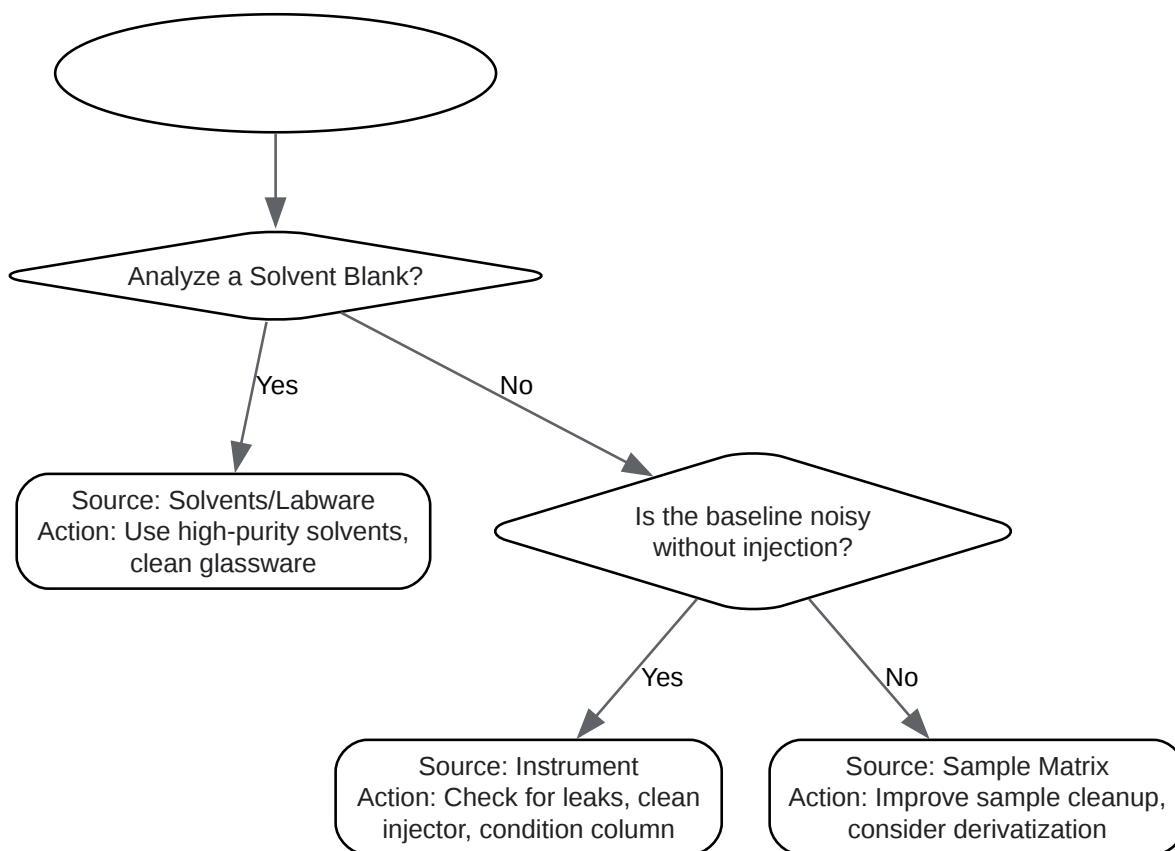 Analyze a Solvent Blank?
Yes
No
Source: Solvents/Labware
Action: Use high-purity solvents,
clean glassware
Is the baseline noisy
without injection?
Yes
No
Source: Instrument
Action: Check for leaks, clean
injector, condition column
Source: Sample Matrix
Action: Improve sample cleanup,
consider derivatization